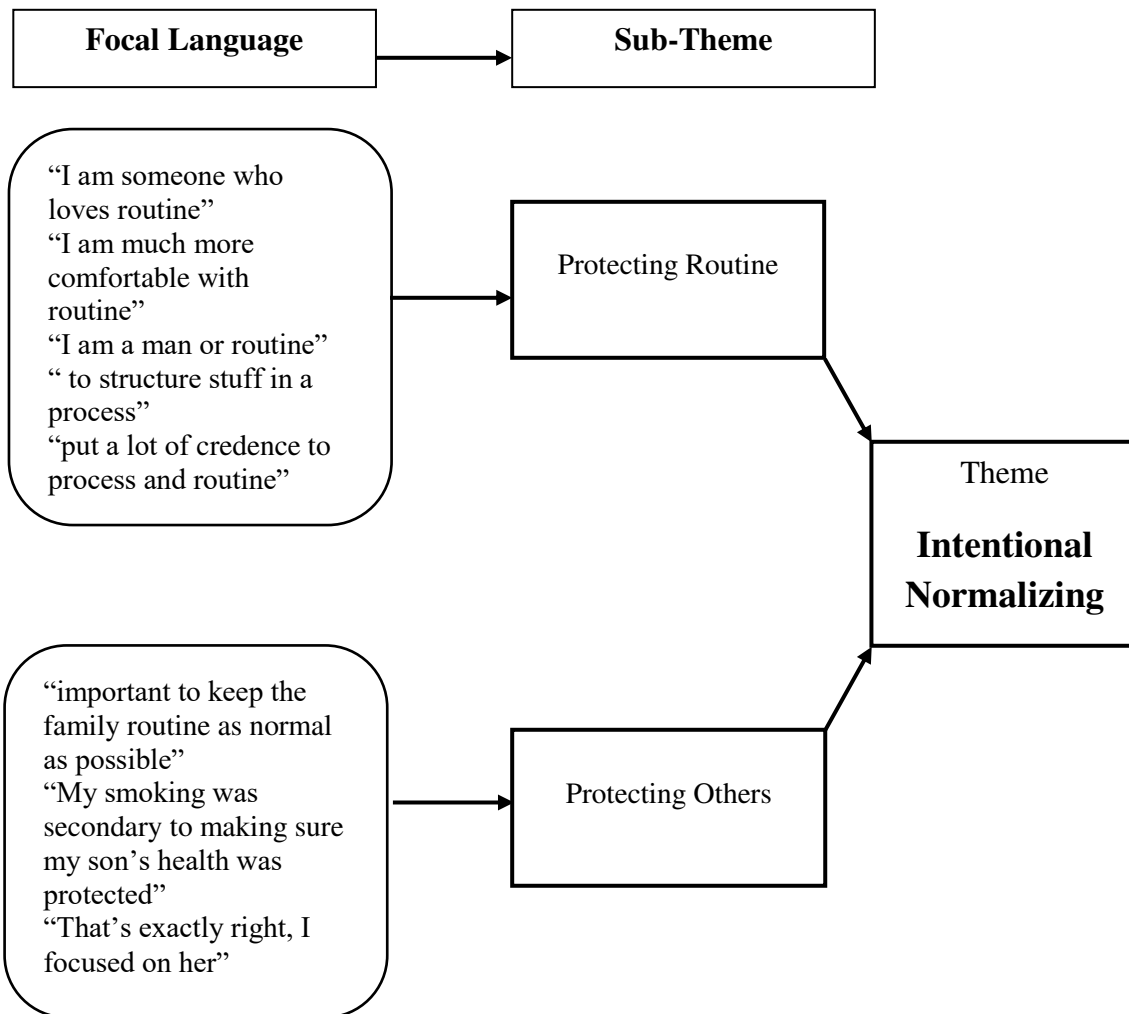 Focal Language
Sub-Theme
“I am someone who
loves routine”
“I am much more
comfortable with
routine”
“I am a man or routine”
“ to structure stuff in a
process”
“put a lot of credence to
process and routine”
Protecting Routine
Theme
Intentional
Normalizing
“important to keep the
family routine as normal
as possible”
“My smoking was
secondary to making sure
my son’s health was
protected”
“That’s exactly right, I
focused on her”
Protecting Others